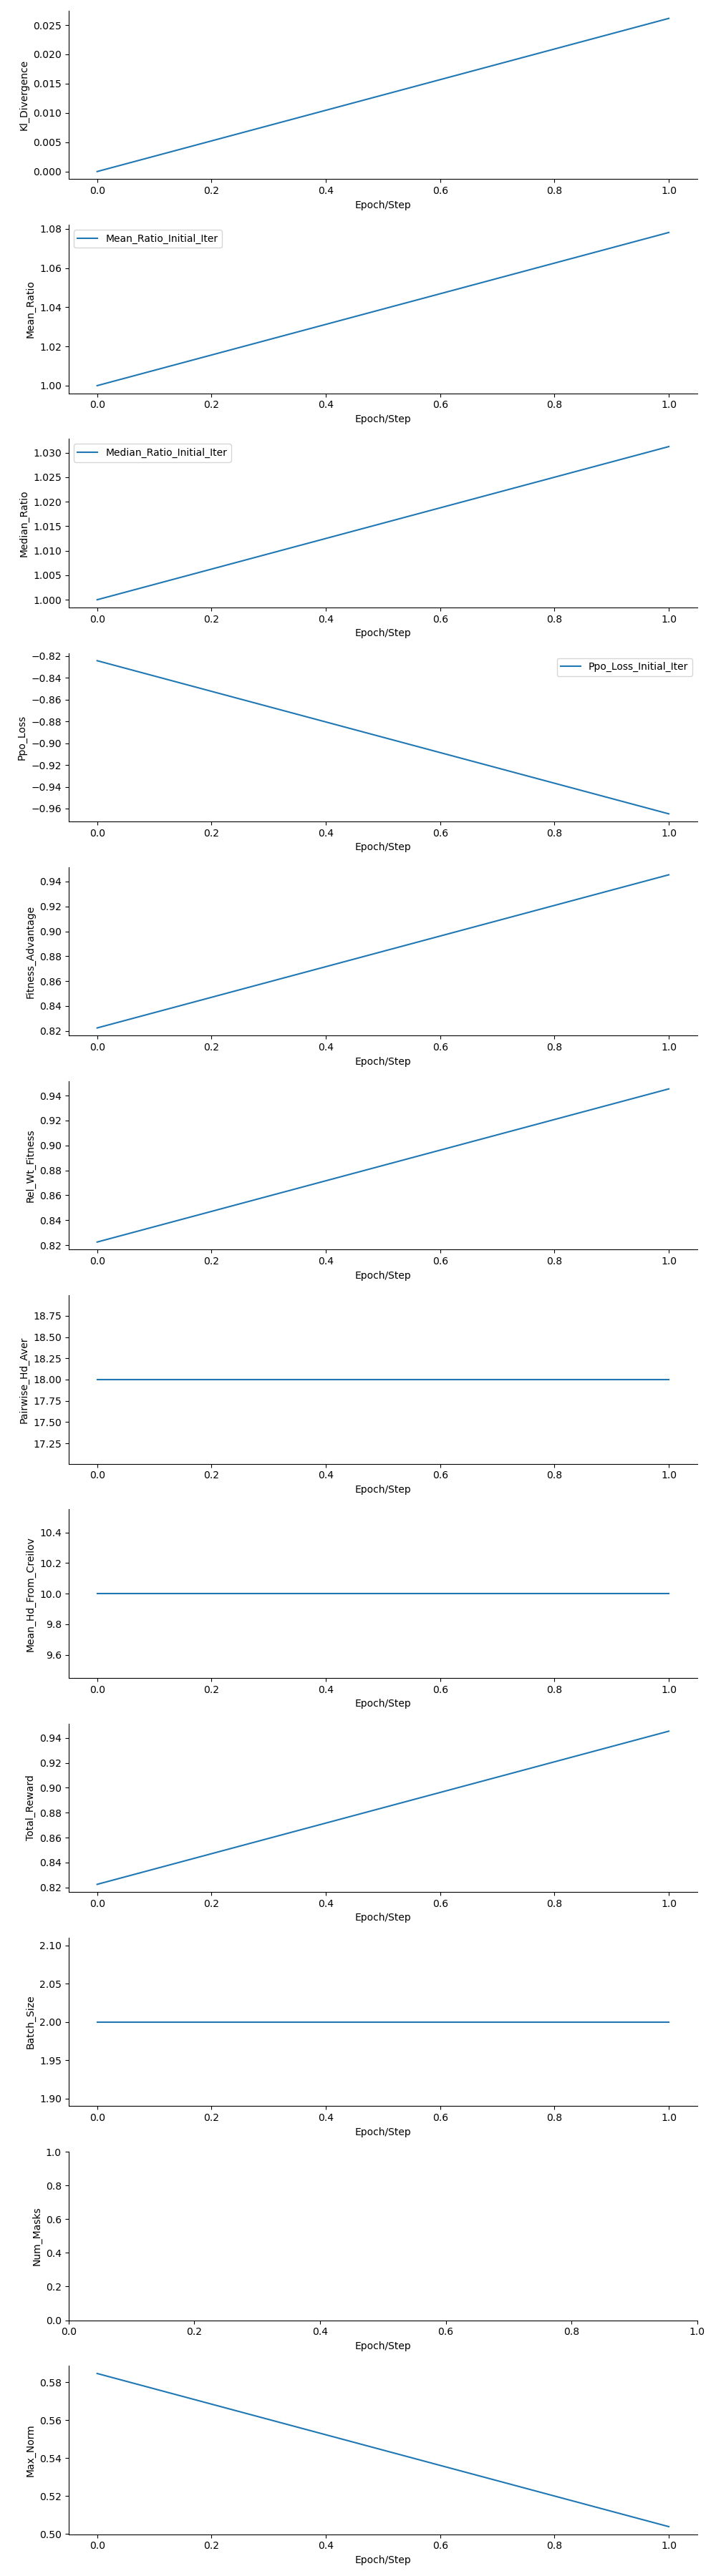 0.025
0.020
0.015
0.010
0.005
0.000
Kl_Divergence
0.0 0.2 0.4 0.6 0.8 1.0
Epoch/Step
Mean_Ratio_Initial_Iter
1.08
1.06
1.04
1.02
1.00
Mean_Ratio
0.0 0.2 0.4 0.6 0.8 1.0
Epoch/Step
Median_Ratio_Initial_Iter
1.030
1.025
1.020
1.015
1.010
1.005
1.000
Median_Ratio
0.0 0.2 0.4 0.6 0.8 1.0
Epoch/Step
Ppo_Loss_Initial_Iter
−0.82
−0.84
−0.86
−0.88
−0.90
−0.92
−0.94
−0.96
Ppo_Loss
0.0 0.2 0.4 0.6 0.8 1.0
Epoch/Step
0.94
0.92
0.90
0.88
0.86
0.84
0.82
Fitness_Advantage
0.0 0.2 0.4 0.6 0.8 1.0
Epoch/Step
0.94
0.92
0.90
0.88
0.86
0.84
0.82
Rel_Wt_Fitness
0.0 0.2 0.4 0.6 0.8 1.0
Epoch/Step
18.75
18.50
18.25
18.00
17.75
17.50
17.25
Pairwise_Hd_Aver
0.0 0.2 0.4 0.6 0.8 1.0
Epoch/Step
10.4
10.2
10.0
9.8
9.6
Mean_Hd_From_Creilov
0.0 0.2 0.4 0.6 0.8 1.0
Epoch/Step
0.94
0.92
0.90
0.88
0.86
0.84
0.82
Total_Reward
0.0 0.2 0.4 0.6 0.8 1.0
Epoch/Step
2.10
2.05
2.00
1.95
1.90
Batch_Size
0.0 0.2 0.4 0.6 0.8 1.0
Epoch/Step
1.0
0.8
0.6
0.4
0.2
0.0
Num_Masks
0.0 0.2 0.4 0.6 0.8 1.0
Epoch/Step
0.58
0.56
0.54
0.52
0.50
Max_Norm
0.0 0.2 0.4 0.6 0.8 1.0
Epoch/Step